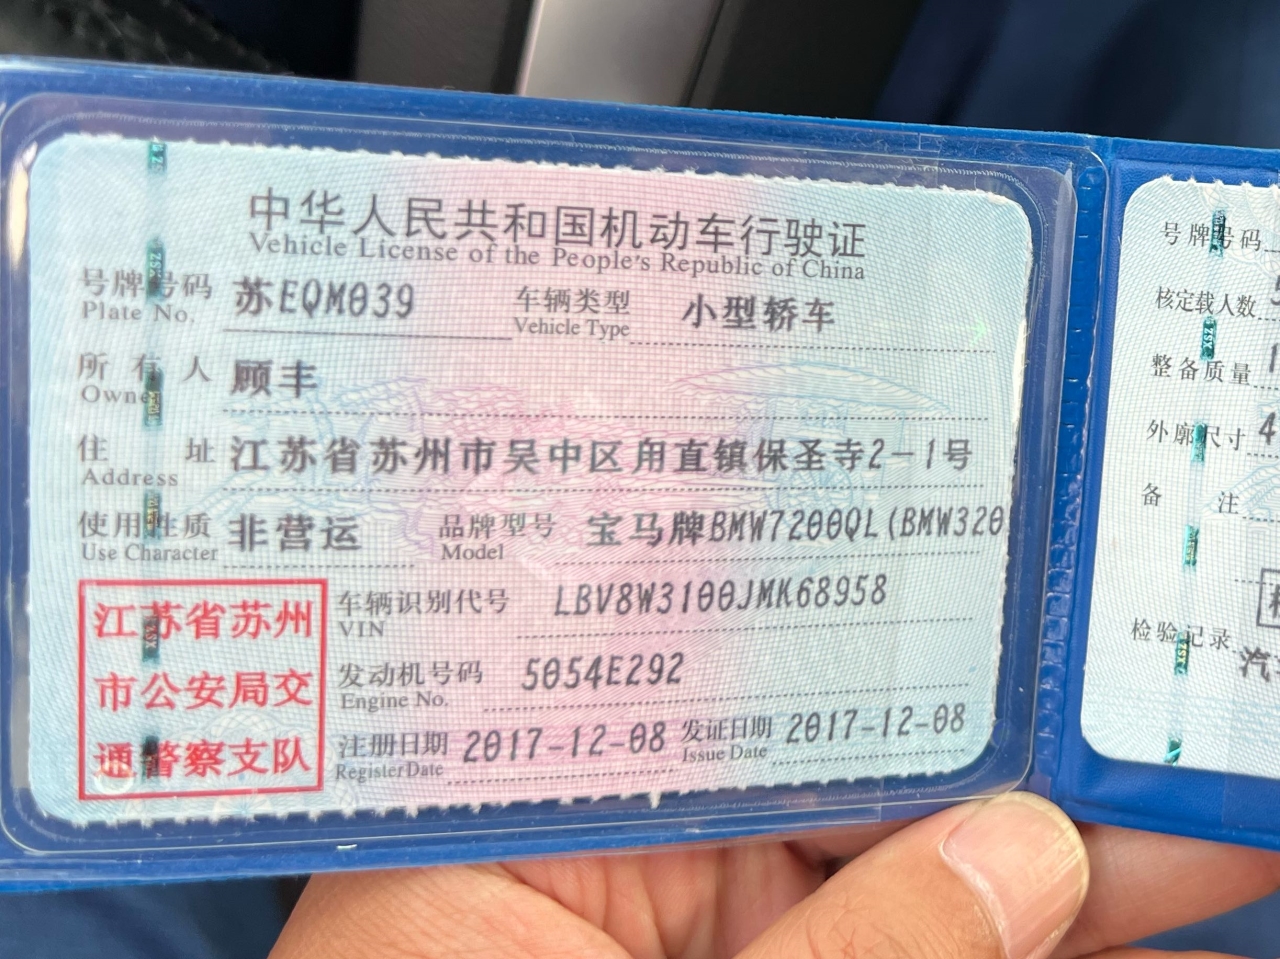 中华人民共和国机动车行驶证
Vehicle License of the People's Republic of China
号牌号码 苏EQM039 车辆类型 小型轿车
Plate No. Vehicle Type
所有人 顾丰
Owner
住址 江苏省苏州市吴中区甪直镇保圣寺2-1号
Address
使用性质 非营运 品牌型号 宝马牌BMW7200QL(BMW320
Use Character Model
车辆识别代号 LBV8W3100JMK68958
VIN
发动机号码 5054E292
Engine No.
注册日期 2017-12-08 发证日期 2017-12-08
Register Date Issue Date
江苏省苏州
市公安局交
通警察支队
号牌号码
核定载人数
整备质量
外廓尺寸 4
备注
检验记录
汽